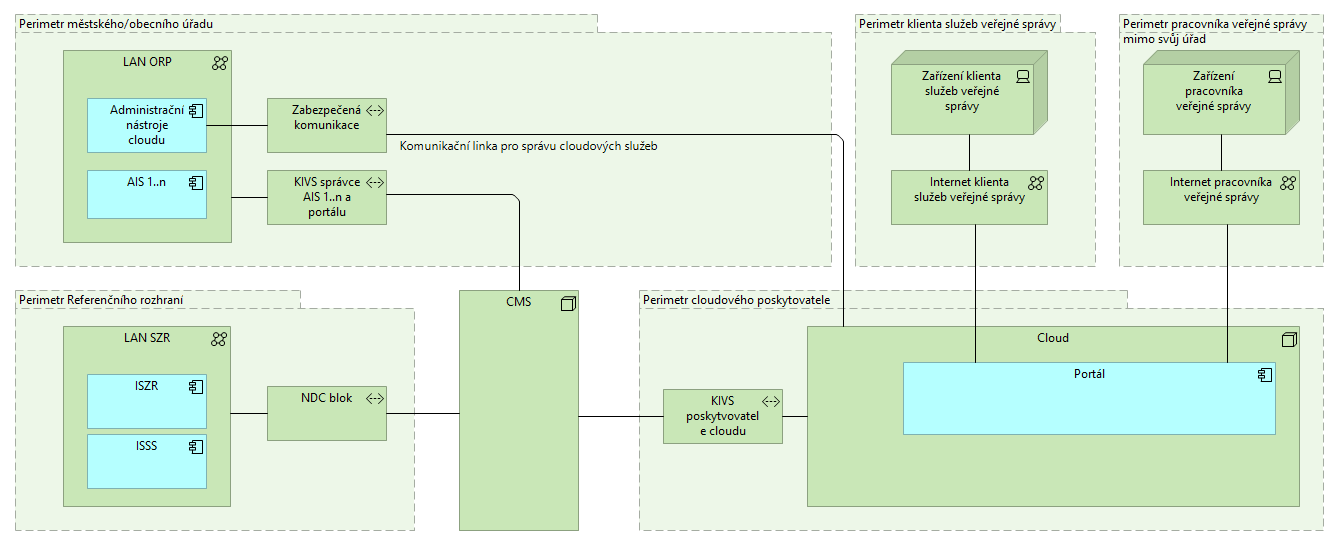 Perimetr městského/obecního úřadu
LAN ORP
Administrační
nástroje
cloudu
Zabezpečená
komunikace
Komunikační linka pro správu cloudových služeb
AIS 1..n
KIVS správce
AIS 1..n a
portálu
Perimetr klienta služeb veřejné správy
Zařízení klienta
služeb veřejné
správy
Internet klienta
služeb veřejné správy
Perimetr pracovníka veřejné správy
mimo svůj úřad
Zařízení
pracovníka
veřejné správy
Internet pracovníka
veřejné správy
Perimetr Referenčního rozhraní
LAN SZR
ISZR
ISSS
NDC blok
CMS
Perimetr cloudového poskytovatele
KIVS
poskytvovatel
e cloudu
Cloud
Portál